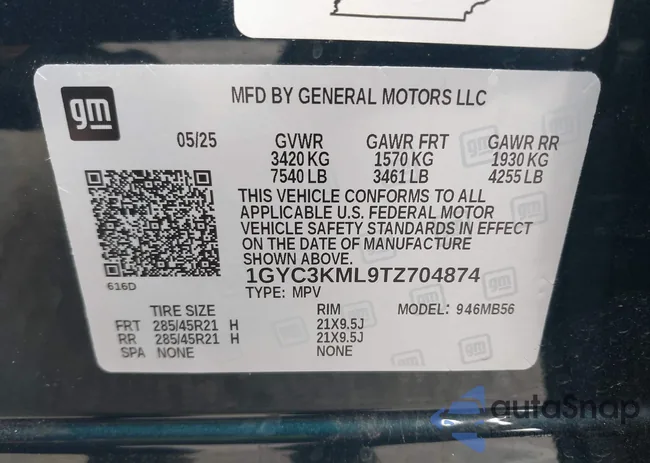 gm
MFD BY GENERAL MOTORS LLC
05/25 GVWR GAWR FRT GAWR RR
3420 KG 1570 KG 1930 KG
7540 LB 3461 LB 4255 LB
THIS VEHICLE CONFORMS TO ALL
APPLICABLE U.S. FEDERAL MOTOR
VEHICLE SAFETY STANDARDS IN EFFECT
ON THE DATE OF MANUFACTURE
SHOWN ABOVE.
616D
1GYC3KML9TZ704874
TYPE: MPV
TIRE SIZE RIM MODEL: 946MB56
FRT 285/45R21 H 21X9.5J
RR 285/45R21 H 21X9.5J
SPA NONE NONE
autoSnap
POWERED BY